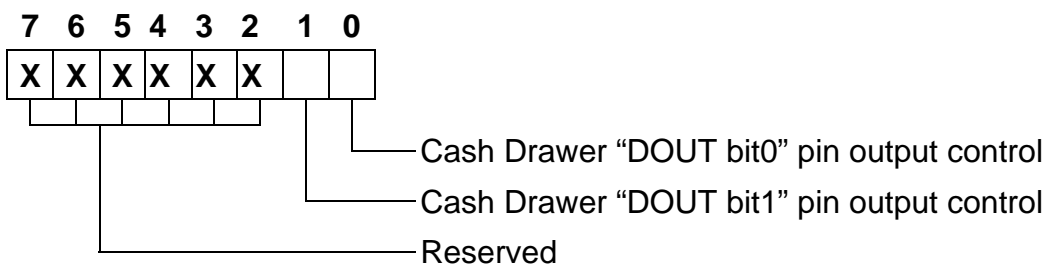 7 6 5 4 3 2 1 0
X X X X X X
Cash Drawer “DOUT bit0” pin output control
Cash Drawer “DOUT bit1” pin output control
Reserved